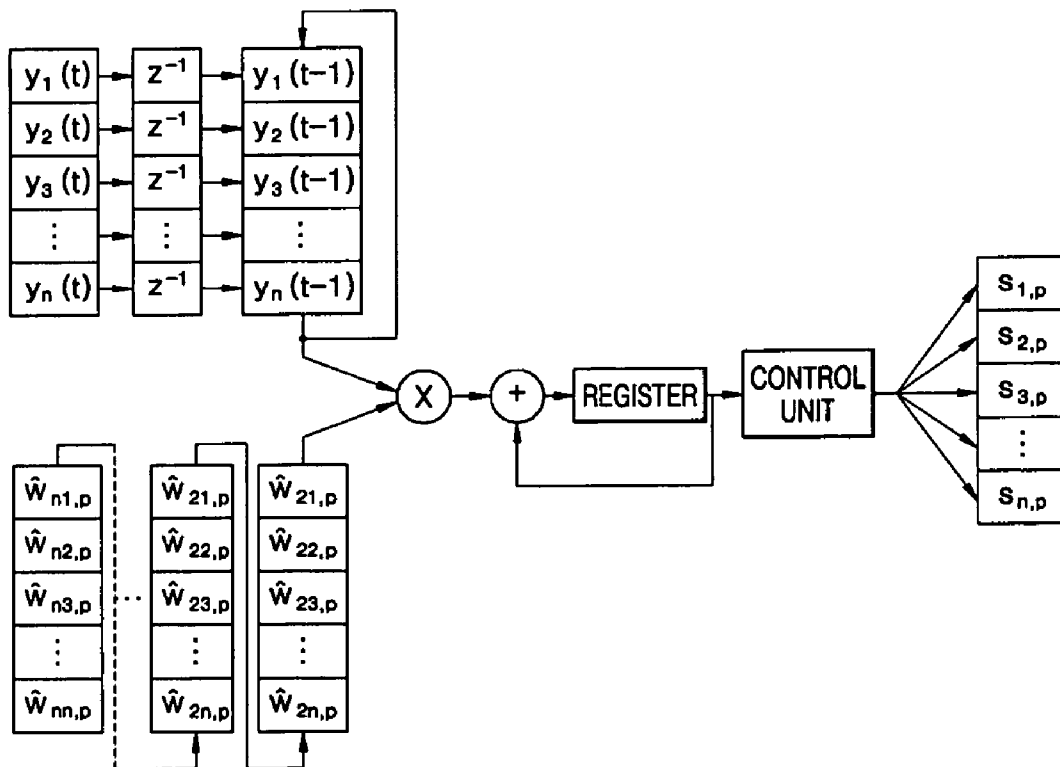 y₁(t) z⁻¹ y₁(t−1)
y₂(t) z⁻¹ y₂(t−1)
y₃(t) z⁻¹ y₃(t−1)
⋮ ⋮ ⋮
yₙ(t) z⁻¹ yₙ(t−1)
X
+
REGISTER
CONTROL
UNIT
s₁,ₚ
s₂,ₚ
s₃,ₚ
⋮
sₙ,ₚ
ŵₙ₁,ₚ ŵ₂₁,ₚ ŵ₂₁,ₚ
ŵₙ₂,ₚ ŵ₂₂,ₚ ŵ₂₂,ₚ
ŵₙ₃,ₚ ... ŵ₂₃,ₚ ŵ₂₃,ₚ
⋮ ⋮ ⋮
ŵₙₙ,ₚ ŵ₂ₙ,ₚ ŵ₂ₙ,ₚ